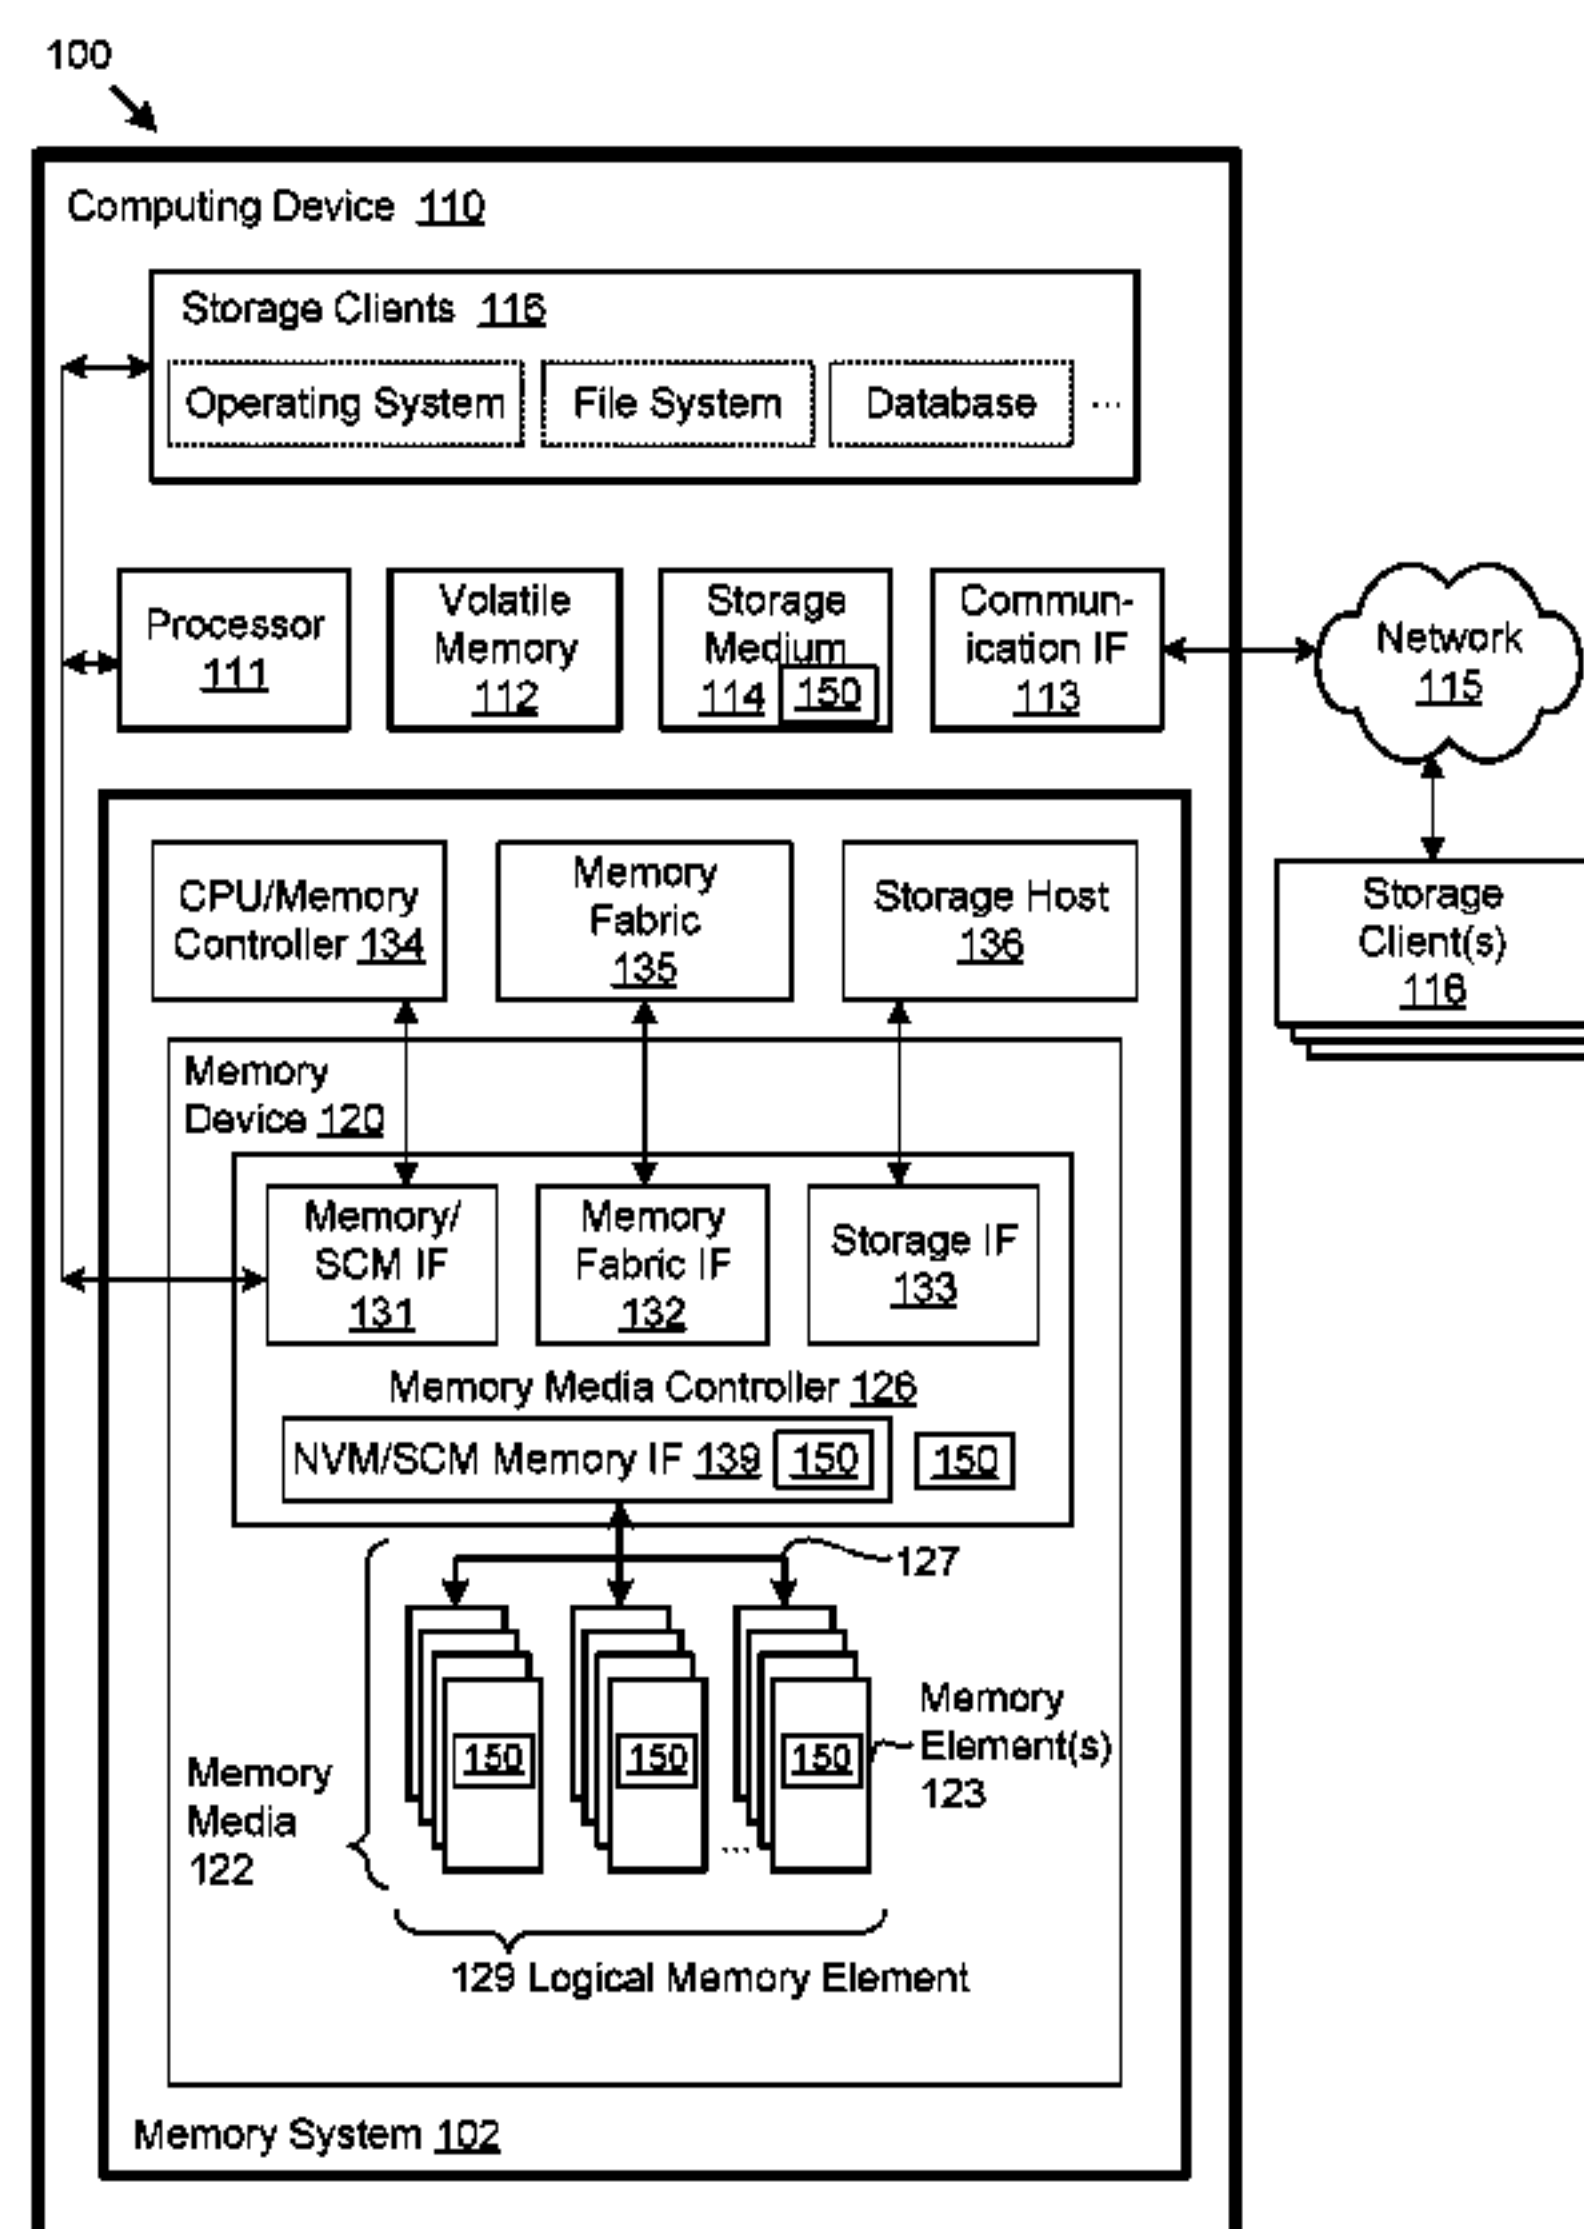 100
Computing Device 110
Storage Clients 116
Operating System
File System
Database
...
Processor
111
Volatile
Memory
112
Storage
Medium
114 150
Commun-
ication IF
113
Network
115
CPU/Memory
Controller 134
Memory
Fabric
135
Storage Host
136
Storage
Client(s)
116
Memory
Device 120
Memory/
SCM IF
131
Memory
Fabric IF
132
Storage IF
133
Memory Media Controller 126
NVM/SCM Memory IF 139 150
150
127
150
150
...
150
Memory
Element(s)
123
Memory
Media
122
129 Logical Memory Element
Memory System 102